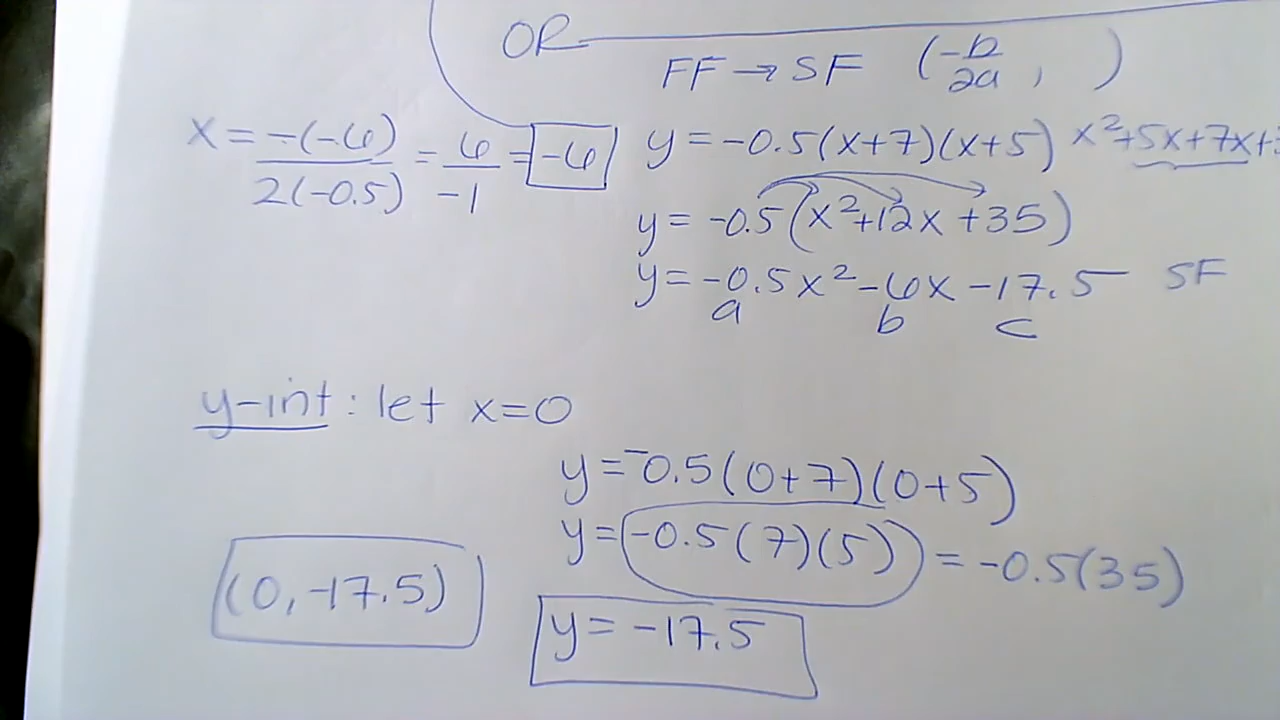 OR
FF → SF (-b/2a , )
x = -(-6)/2(-0.5) = 6/-1 = -6
y = -0.5(x+7)(x+5) x²+5x+7x+
y = -0.5(x²+12x+35)
y = -0.5x²-6x-17.5 SF
a b c
y-int: let x=0
y = -0.5(0+7)(0+5)
y = -0.5(7)(5) = -0.5(35)
(0, -17.5)
y = -17.5